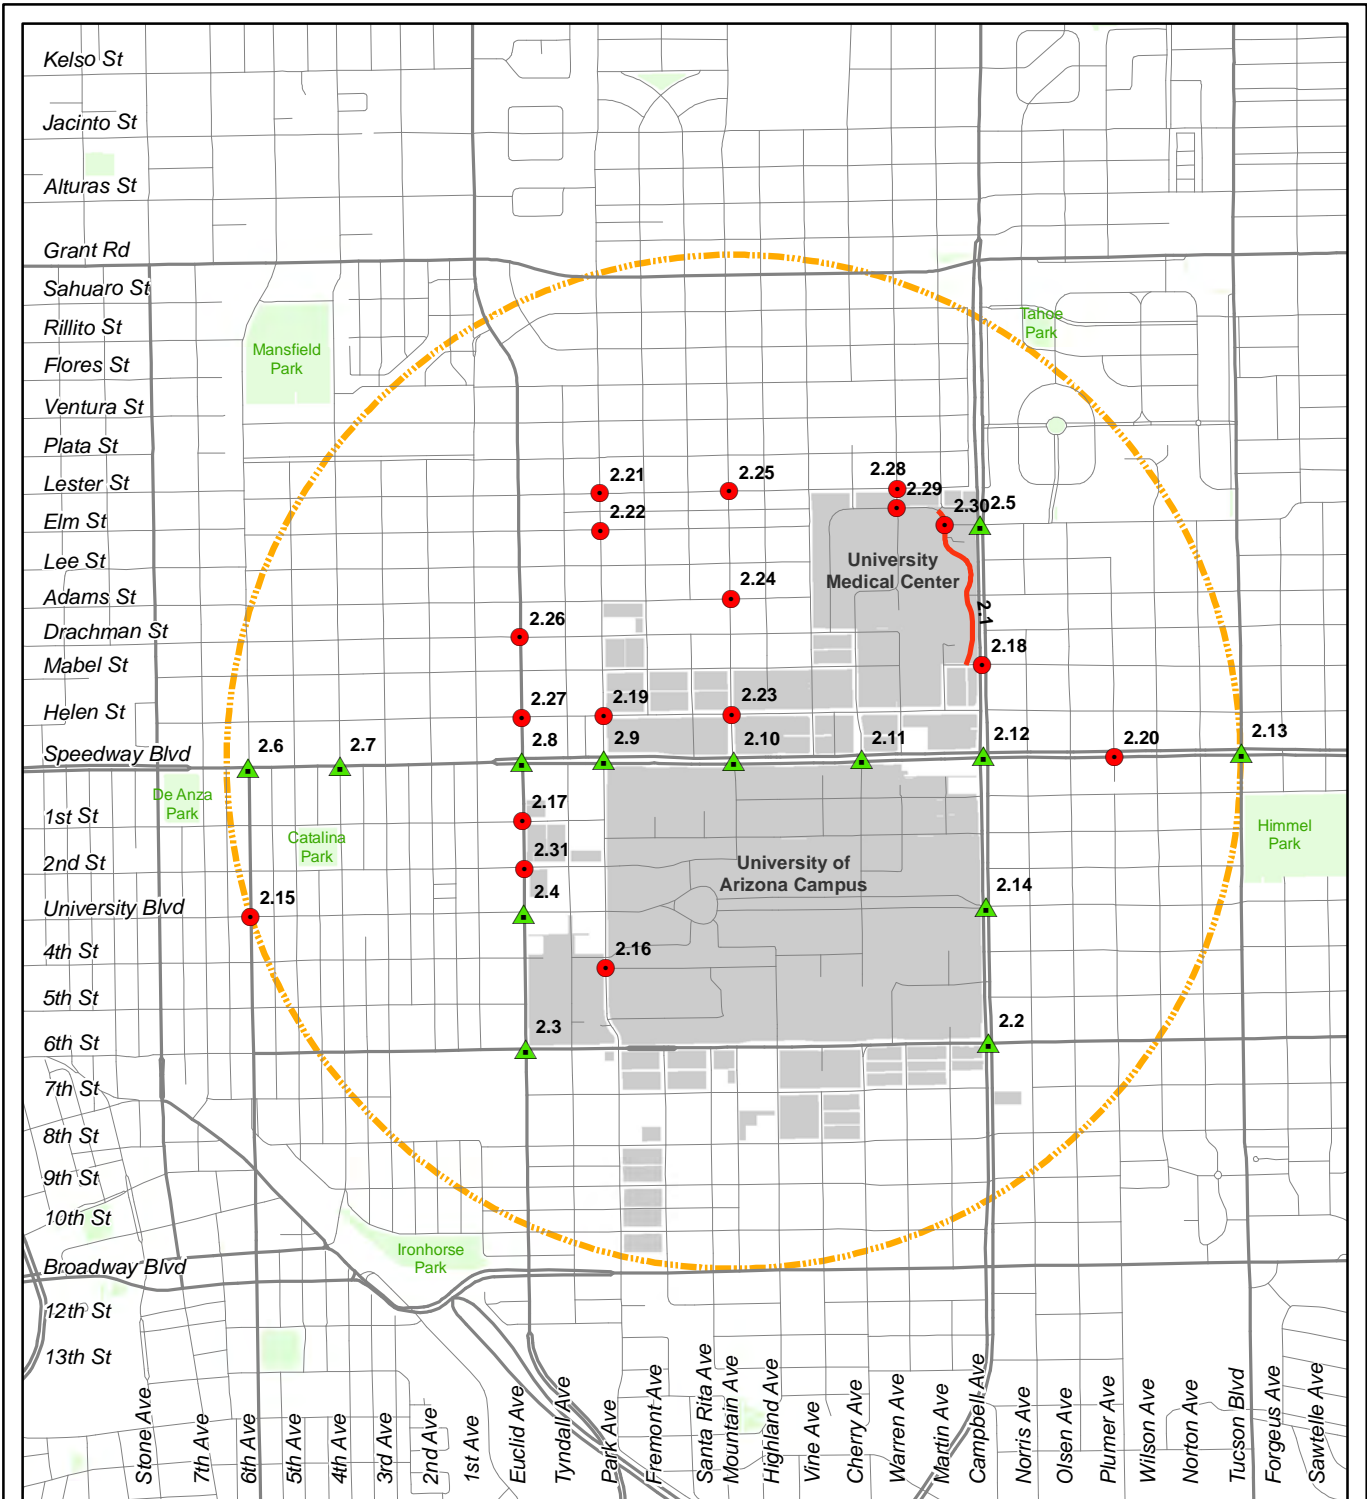 Kelso St
Jacinto St
Alturas St
Grant Rd
Sahuaro St
Rillito St
Flores St
Ventura St
Plata St
Lester St
Elm St
Lee St
Adams St
Drachman St
Mabel St
Helen St
Speedway Blvd
1st St
2nd St
University Blvd
4th St
5th St
6th St
7th St
8th St
9th St
10th St
Broadway Blvd
12th St
13th St
Mansfield
Park
Tahoe
Park
2.21
2.25
2.28
2.29
2.22
2.30
2.5
University
Medical Center
2.24
2.1
2.26
2.18
2.27
2.19
2.23
2.6
2.7
2.8
2.9
2.10
2.11
2.12
2.20
2.13
De Anza
Park
2.17
Catalina
Park
Himmel
Park
2.31
University of
Arizona Campus
2.4
2.14
2.15
2.16
2.3
2.2
Ironhorse
Park
Stone Ave
7th Ave
6th Ave
5th Ave
4th Ave
3rd Ave
2nd Ave
1st Ave
Euclid Ave
Tyndall Ave
Park Ave
Fremont Ave
Santa Rita Ave
Mountain Ave
Highland Ave
Vine Ave
Cherry Ave
Warren Ave
Martin Ave
Campbell Ave
Norris Ave
Olsen Ave
Plumer Ave
Wilson Ave
Norton Ave
Tucson Blvd
Forgeus Ave
Sawtelle Ave